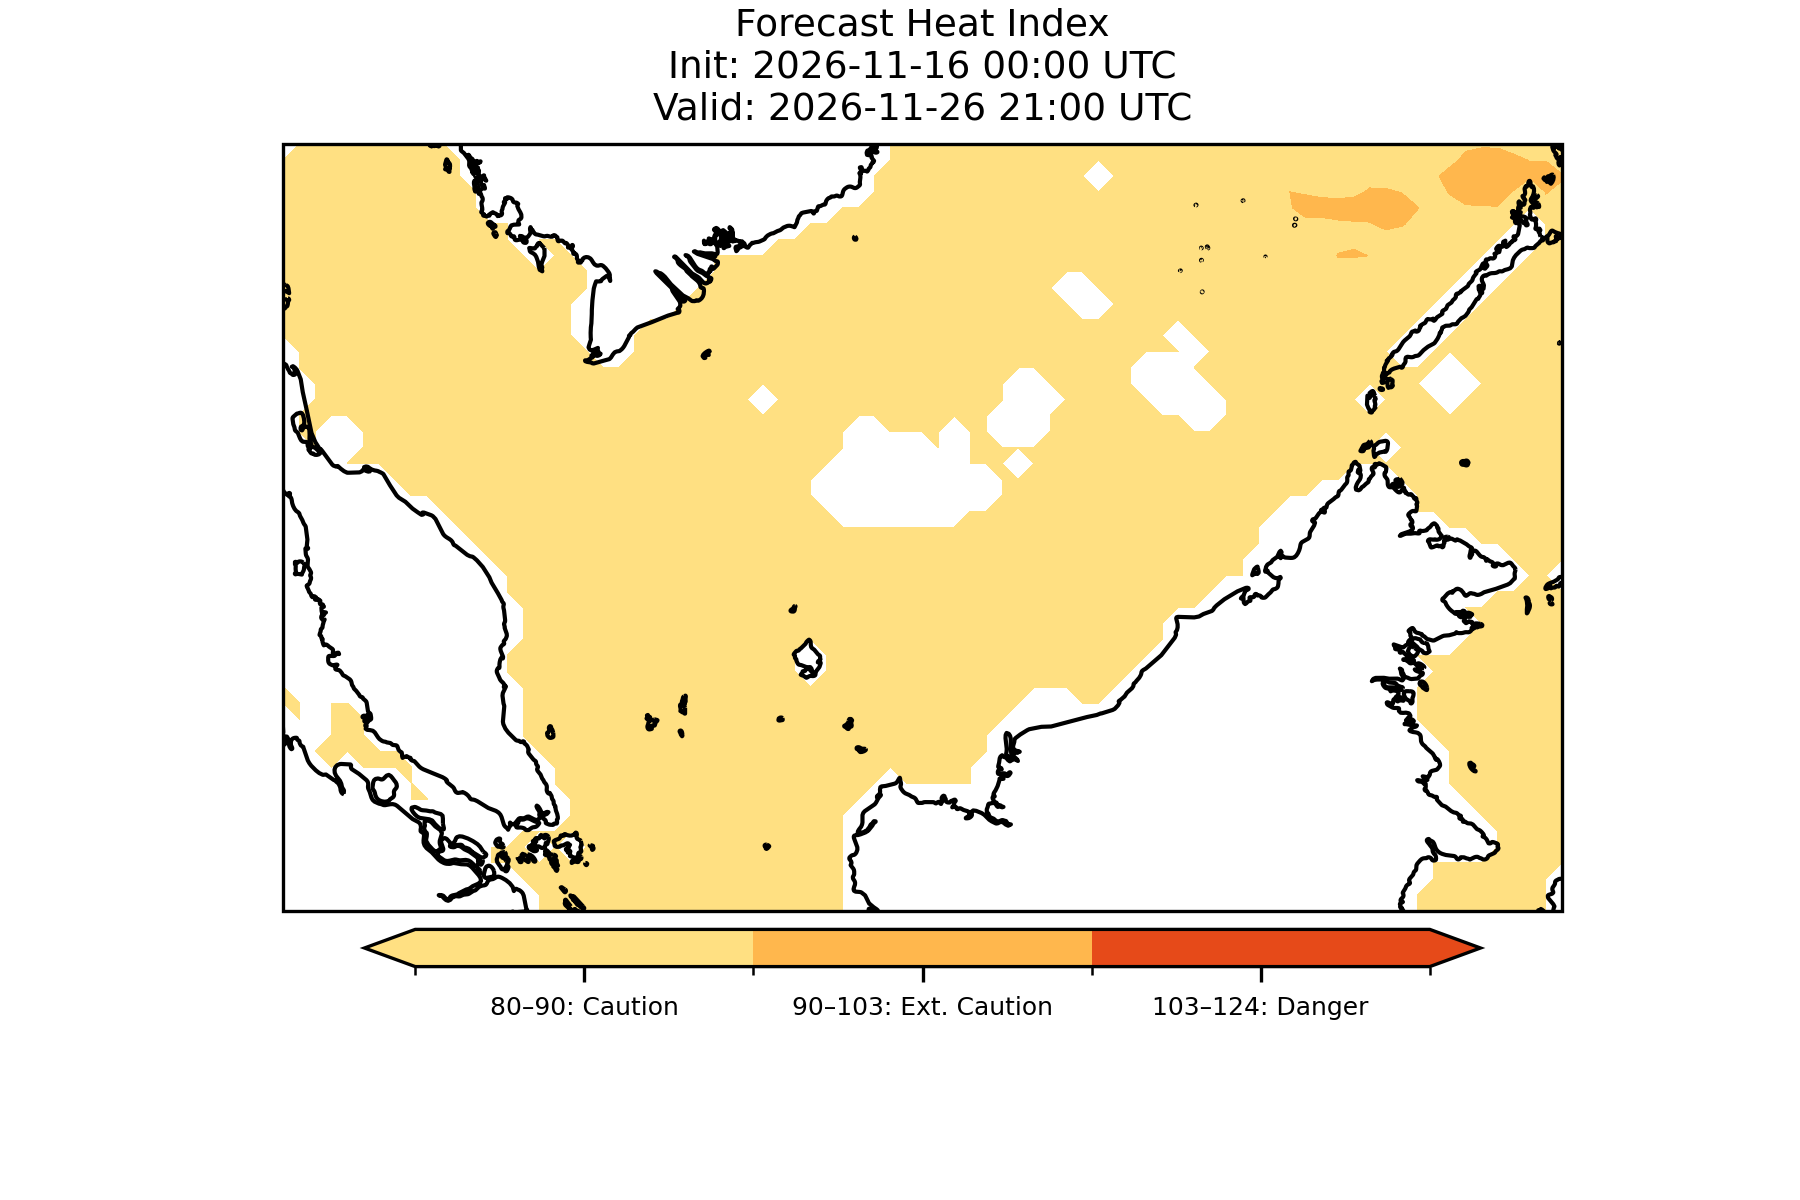 Forecast Heat Index
Init: 2026-11-16 00:00 UTC
Valid: 2026-11-26 21:00 UTC
80–90: Caution
90–103: Ext. Caution
103–124: Danger